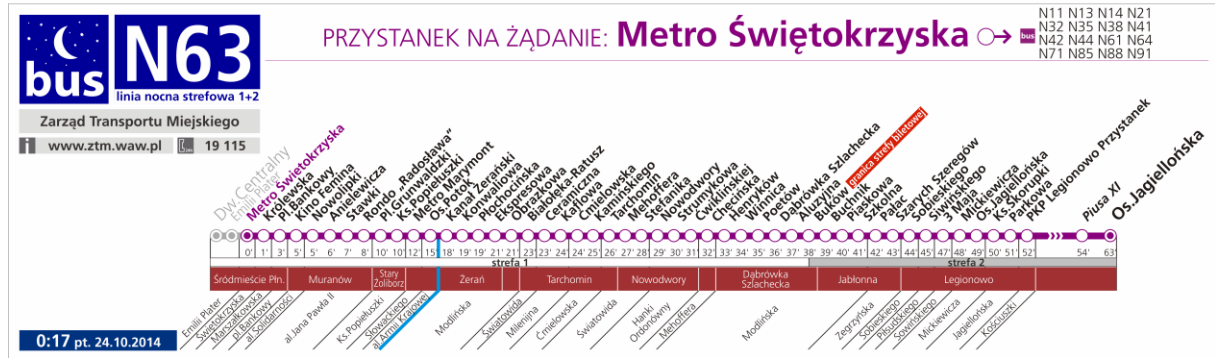 bus
N63
linia nocna strefowa 1+2
Zarząd Transportu Miejskiego
i www.ztm.waw.pl 19 115
PRZYSTANEK NA ŻĄDANIE: Metro Świętokrzyska
bus
N11 N13 N14 N21
N32 N35 N38 N41
N42 N44 N61 N64
N71 N85 N88 N91
Dw.Centralny
Emilii Plater
Metro Świętokrzyska
Królewska
Pl.Bankowy
Kino Femina
Nowolipki
Anielewicza
Stawki
Rondo „Radosława”
Pl.Grunwaldzki
Ks.Popiełuszki
Metro Marymont
Os.Potok
Kanał Żerański
Konwaliowa
Płochocińska
Ekspresowa
Obrazkowa
Białołęka-Ratusz
Ceramiczna
Karłowa
Ćmielowska
Kamińskiego
Tarchomin
Mehoffera
Stefanika
Nowodwory
Strumykowa
Ćwiklińskiej
Chęcińska
Henryków
Winnica
Poetów
Dąbrówka Szlachecka
Aluzyjna
Buków
granica strefy biletowej
Buchnik
Piaskowa
Szkolna
Pałac
Szarych Szeregów
Sobieskiego
Siwińskiego
3 Maja
Mickiewicza
Os.Jagiellońska
Ks.Skorupki
Parkowa
PKP Legionowo Przystanek
Piusa XI
Os.Jagiellońska
0' 1' 3' 5' 5' 6' 7' 8' 10' 10' 12' 15' 18' 19' 19' 21' 21' 23' 23' 24' 25' 26' 27' 28' 29' 30' 31' 32' 33' 34' 35' 36' 37' 38' 39' 40' 41' 42' 43' 44' 45' 46' 47' 48' 49' 50' 51' 52' 54' 63'
strefa 1 strefa 2
Śródmieście Płn. Muranów Stary Żoliborz Żerań Tarchomin Nowodwory Dąbrówka Szlachecka Jabłonna Legionowo
Emilii Plater
Świętokrzyska
Marszałkowska
pl.Bankowy
al.Solidarności
al.Jana Pawła II
Ks.Popiełuszki
Słowackiego
al.Armii Krajowej
Modlińska
Światowida
Milenijna
Ćmielowska
Światowida
Hanki Ordonówny
Mehoffera
Modlińska
Zegrzyńska
Sobieskiego
Piłsudskiego
Sowińskiego
Mickiewicza
Jagiellońska
Kościuszki
0:17 pt. 24.10.2014